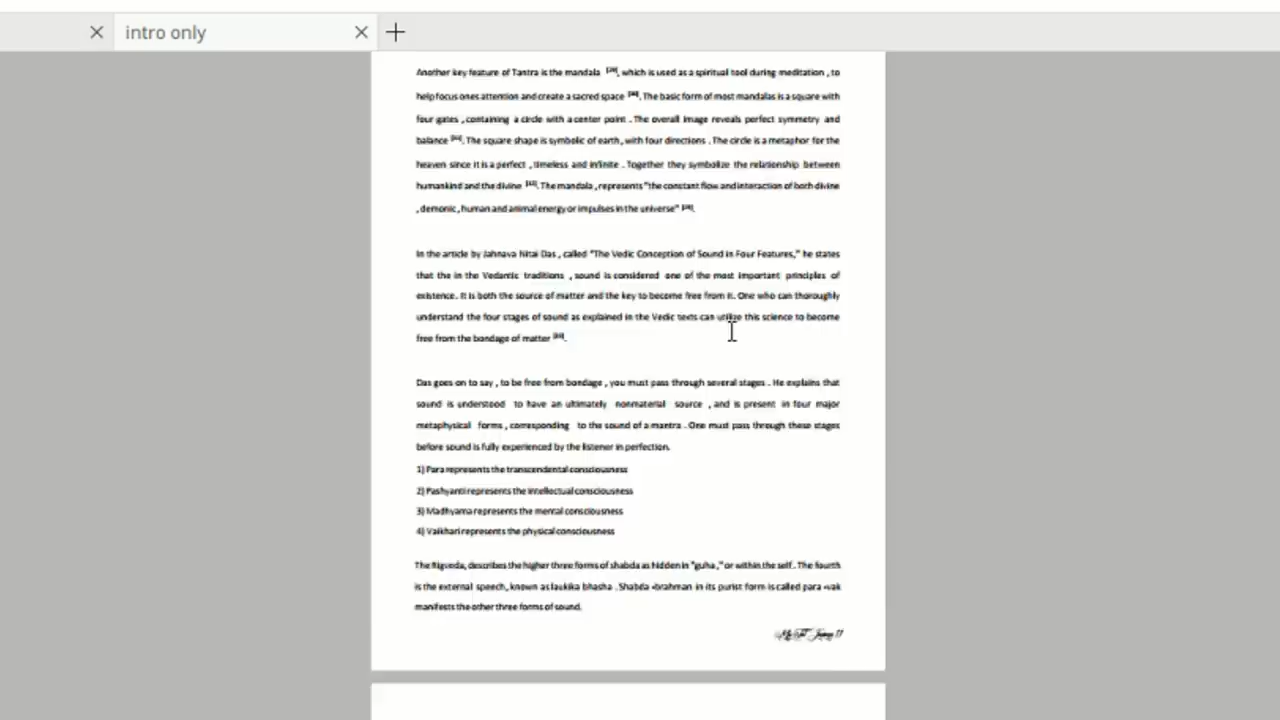 intro only
Another key feature of Tantra is the mandala [29], which is used as a spiritual tool during meditation , to
help focus ones attention and create a sacred space [30]. The basic form of most mandalas is a square with
four gates , containing a circle with a center point . The overall image reveals perfect symmetry and
balance [31]. The square shape is symbolic of earth , with four directions . The circle is a metaphor for the
heaven since it is a perfect , timeless and infinite . Together they symbolize the relationship between
humankind and the divine . The mandala , represents "the constant flow and interaction of both divine
, demonic , human and animal energy or impulses in the universe" .
In the article by Jahnava Nitai Das , called "The Vedic Conception of Sound in Four Features," he states
that the in the Vedantic traditions , sound is considered one of the most important principles of
existence. It is both the source of matter and the key to become free from it. One who can thoroughly
understand the four stages of sound as explained in the Vedic texts can utilize this science to become
free from the bondage of matter .
Das goes on to say , to be free from bondage , you must pass through several stages . He explains that
sound is understood to have an ultimately nonmaterial source , and is present in four major
metaphysical forms , corresponding to the sound of a mantra . One must pass through these stages
before sound is fully experienced by the listener in perfection.
1) Para represents the transcendental consciousness
2) Pashyanti represents the intellectual consciousness
3) Madhyama represents the mental consciousness
4) Vaikhari represents the physical consciousness
The Rigveda, describes the higher three forms of shabda as hidden in "guha," or within the self . The fourth
is the external speech, known as laukika bhasha . Shabda -brahman in its purist form is called para -vak
manifests the other three forms of sound.